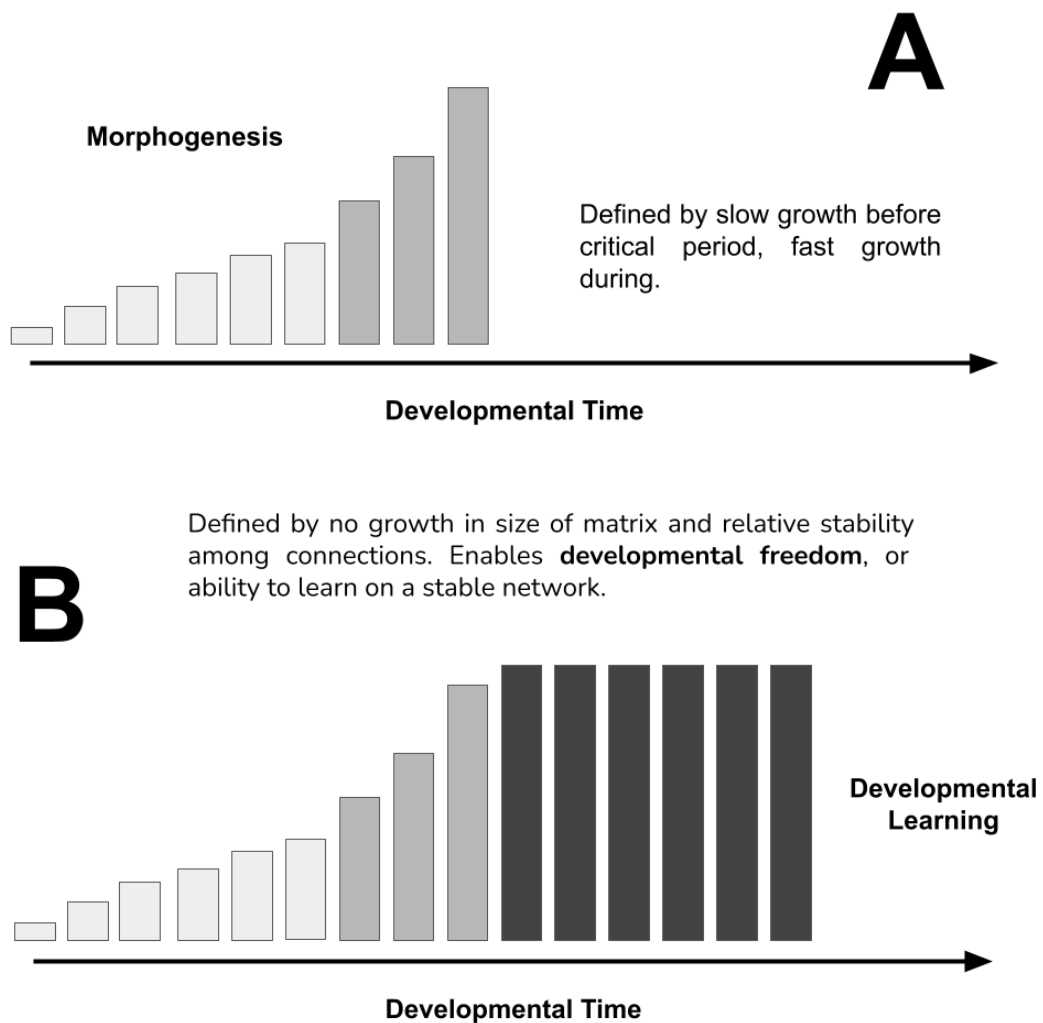 A
Morphogenesis
Defined by slow growth before
critical period, fast growth
during.
Developmental Time
Defined by no growth in size of matrix and relative stability
among connections. Enables developmental freedom, or
ability to learn on a stable network.
B
Developmental
Learning
Developmental Time